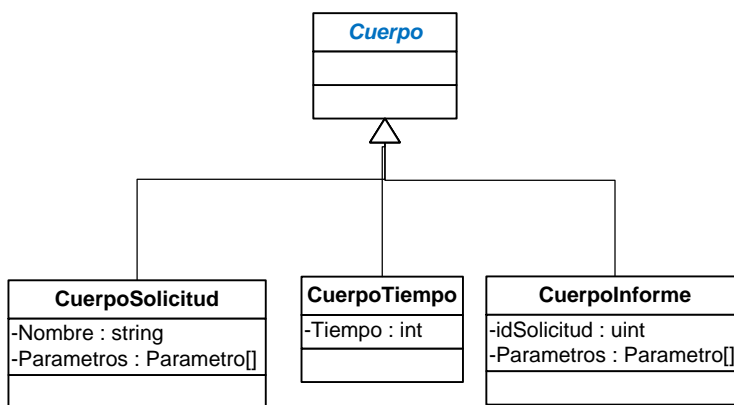 Cuerpo
CuerpoSolicitud
-Nombre : string
-Parametros : Parametro[]
CuerpoTiempo
-Tiempo : int
CuerpoInforme
-idSolicitud : uint
-Parametros : Parametro[]